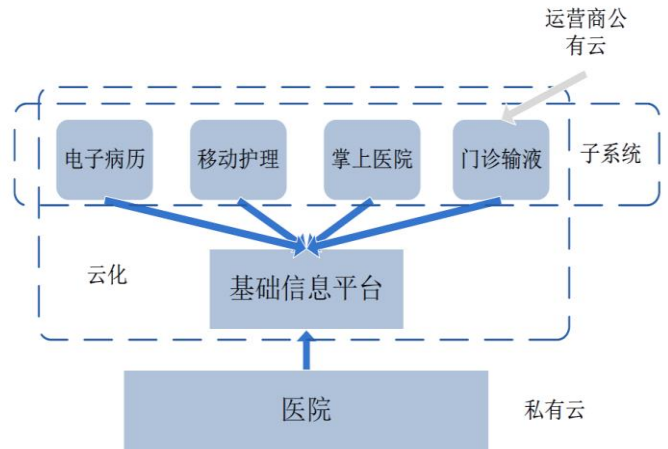 运营商公
有云
电子病历
移动护理
掌上医院
门诊输液
子系统
云化
基础信息平台
医院
私有云